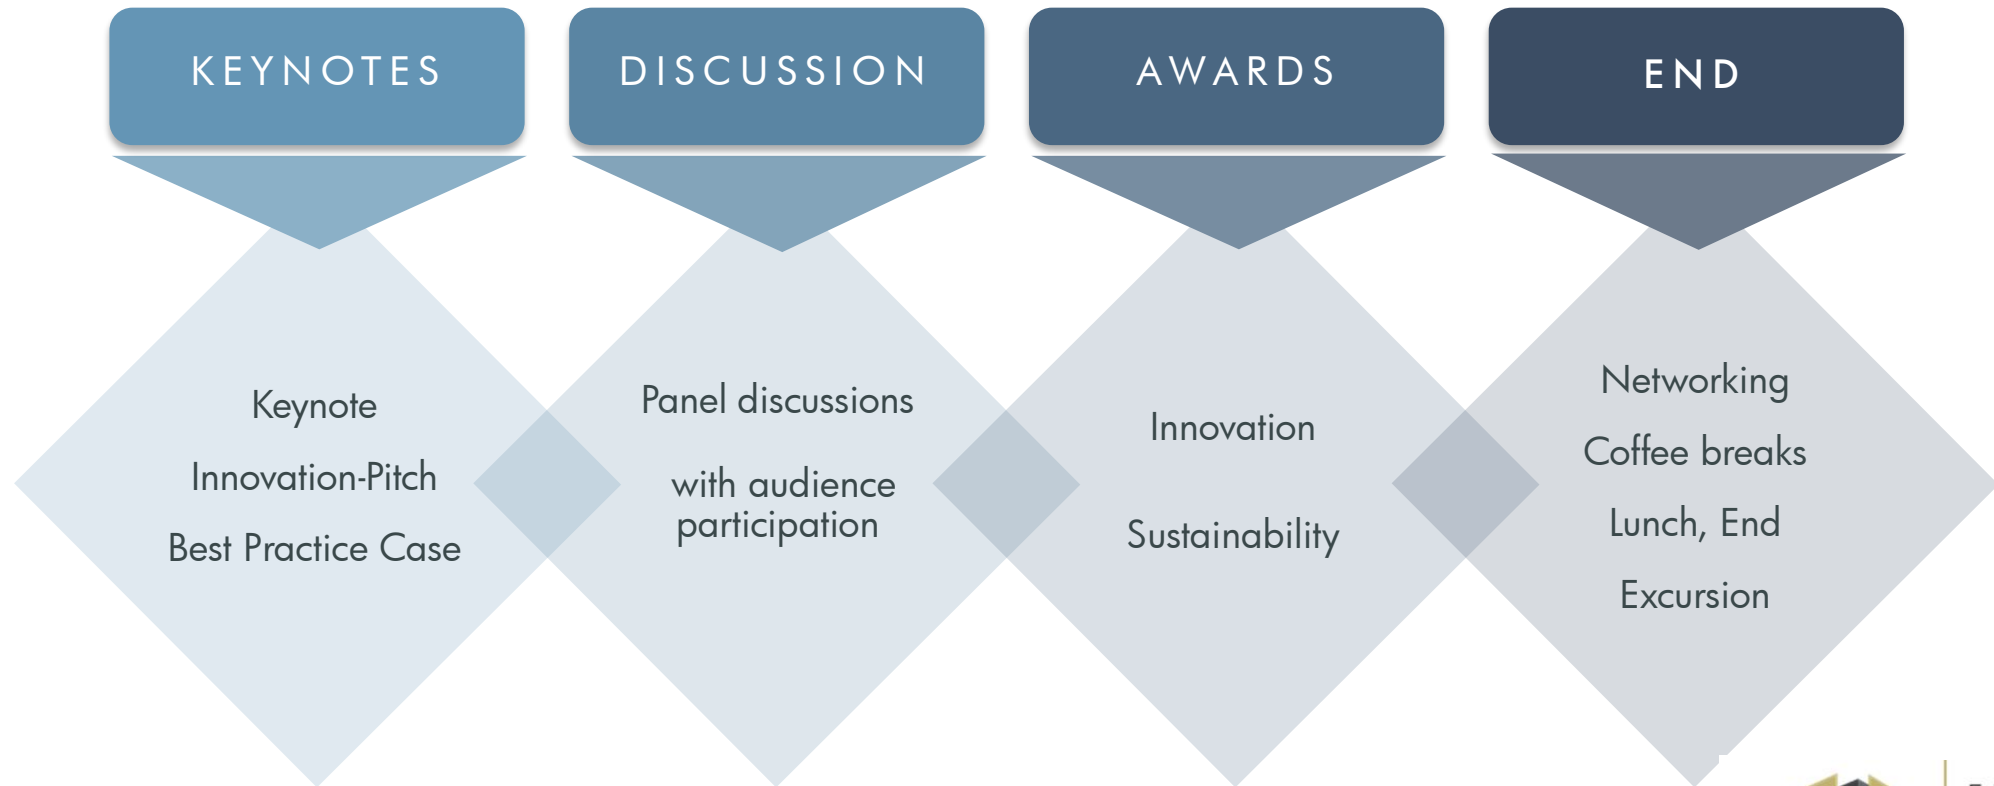 KEYNOTES
DISCUSSION
AWARDS
END
Keynote
Innovation-Pitch
Best Practice Case
Panel discussions
with audience
participation
Innovation
Sustainability
Networking
Coffee breaks
Lunch, End
Excursion